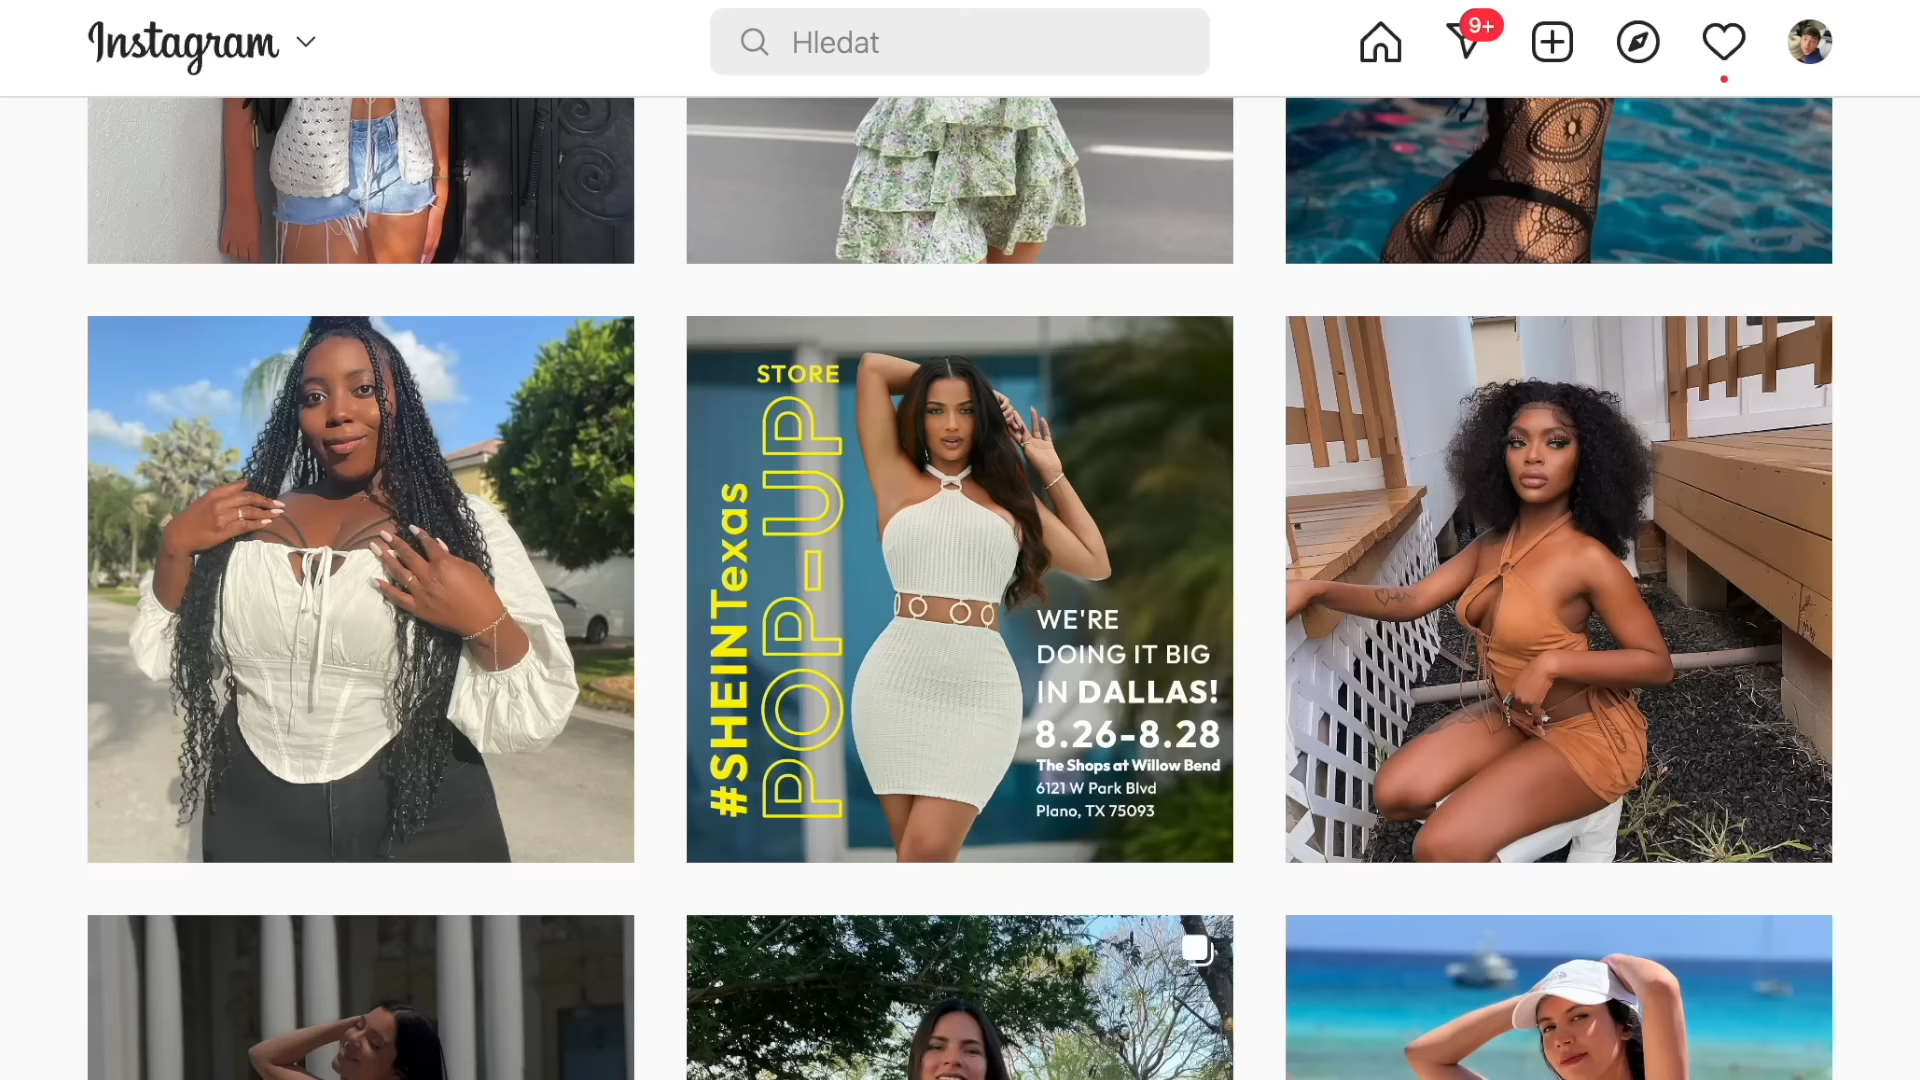 Instagram
Hledat
9+
STORE
POP-UP
#SHEINTexas
WE'RE
DOING IT BIG
IN DALLAS!
8.26-8.28
The Shops at Willow Bend
6121 W Park Blvd
Plano, TX 75093